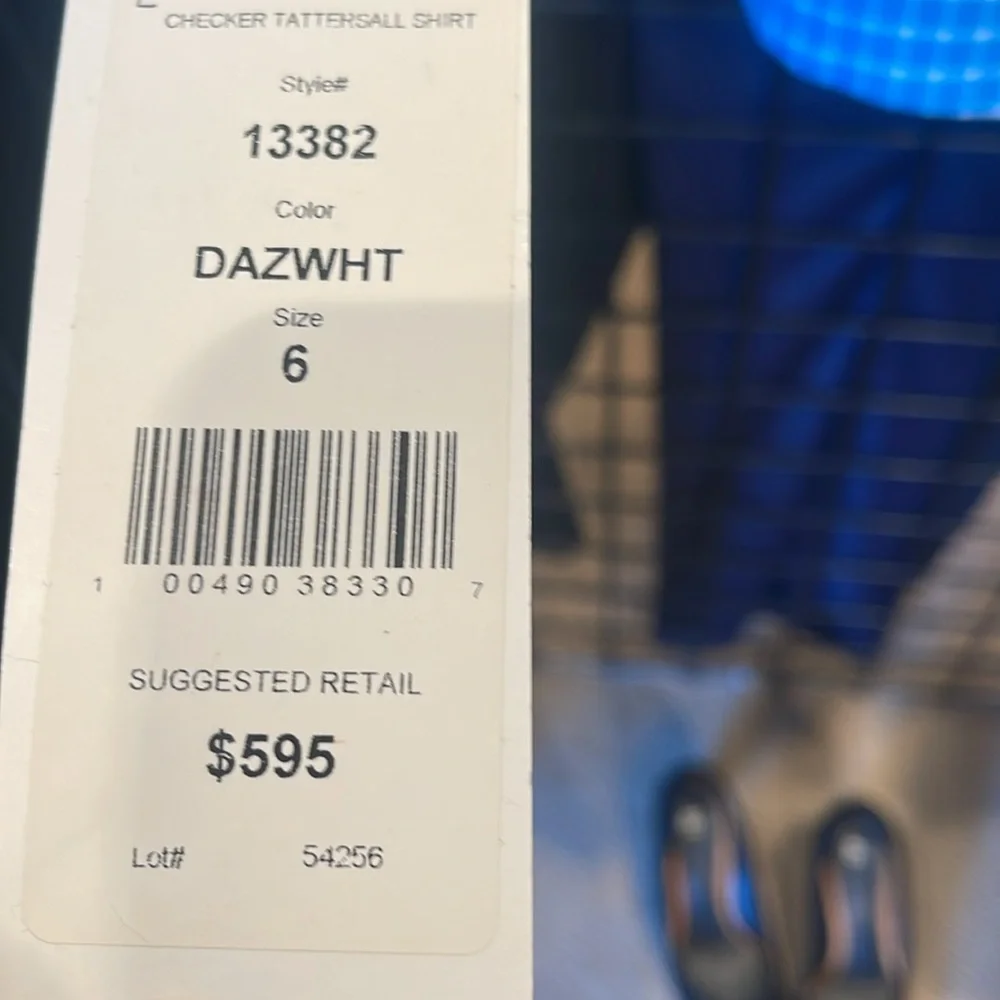 CHECKER TATTERSALL SHIRT
Style#
13382
Color
DAZWHT
Size
6
1 00490 38330 7
SUGGESTED RETAIL
$595
Lot# 54256